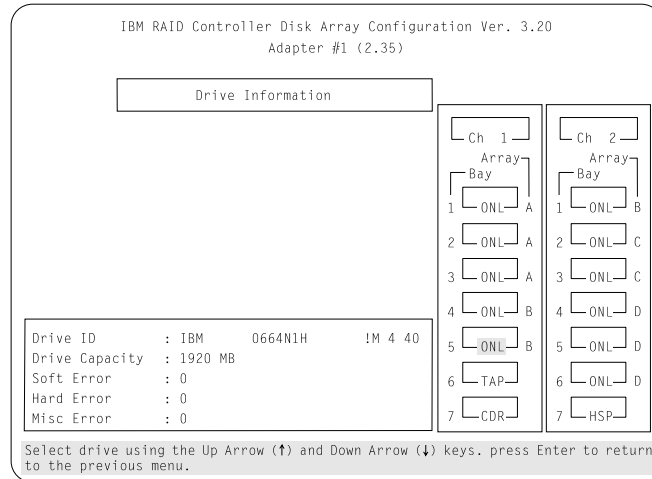 IBM RAID Controller Disk Array Configuration Ver. 3.20
Adapter #1 (2.35)
Drive Information
Ch 1
Array
Bay
1 ONL A
2 ONL A
3 ONL A
4 ONL B
5 ONL B
6 TAP
7 CDR
Ch 2
Array
Bay
1 ONL B
2 ONL C
3 ONL C
4 ONL D
5 ONL D
6 ONL D
7 HSP
Drive ID : IBM 0664N1H !M 4 40
Drive Capacity : 1920 MB
Soft Error : 0
Hard Error : 0
Misc Error : 0
Select drive using the Up Arrow (↑) and Down Arrow (↓) keys. press Enter to return
to the previous menu.